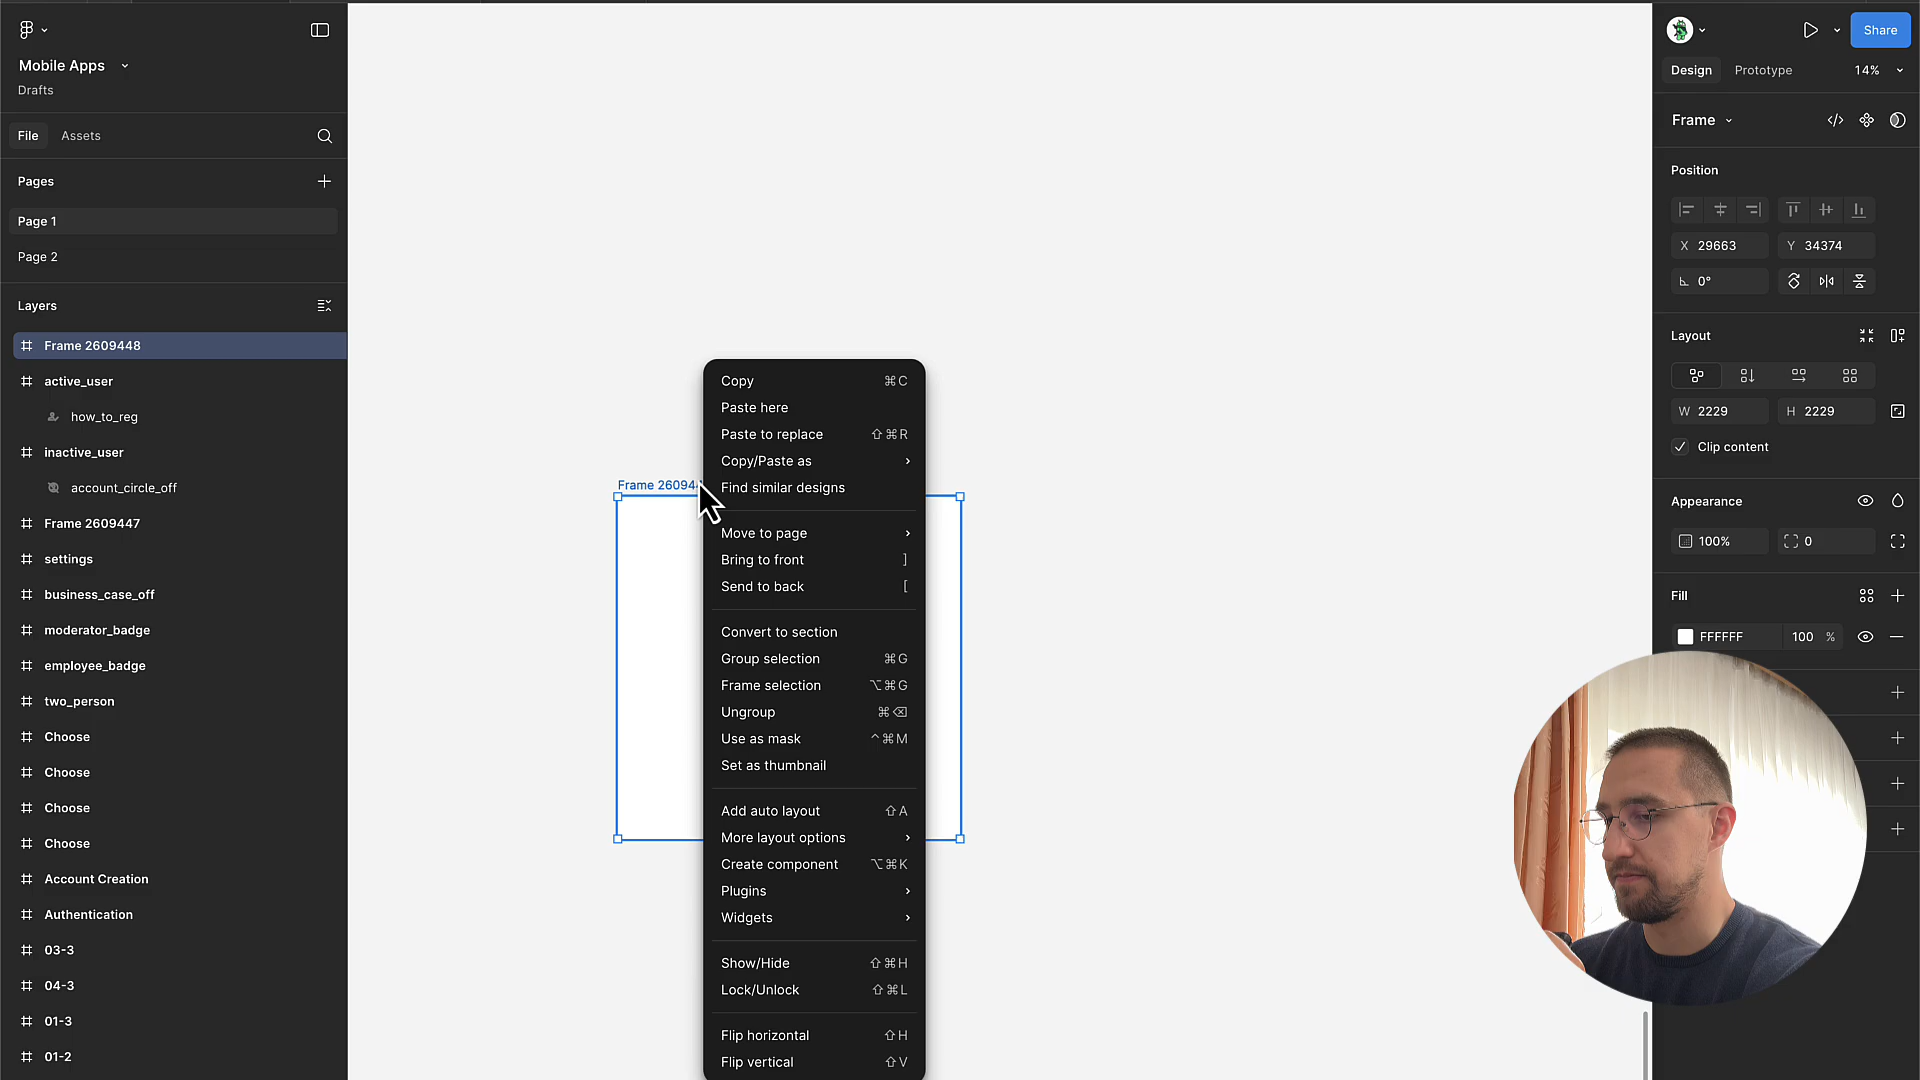 Mobile Apps
Drafts
File
Assets
Pages
Page 1
Page 2
Layers
Frame 2609448
active_user
how_to_reg
inactive_user
account_circle_off
Frame 2609447
settings
business_case_off
moderator_badge
employee_badge
two_person
Choose
Choose
Choose
Choose
Account Creation
Authentication
03-3
04-3
01-3
01-2
Frame 26094
Copy ⌘C
Paste here
Paste to replace ⇧⌘R
Copy/Paste as
Find similar designs
Move to page
Bring to front ]
Send to back [
Convert to section
Group selection ⌘G
Frame selection ⌥⌘G
Ungroup ⌘⌫
Use as mask ^⌘M
Set as thumbnail
Add auto layout ⇧A
More layout options
Create component ⌥⌘K
Plugins
Widgets
Show/Hide ⇧⌘H
Lock/Unlock ⇧⌘L
Flip horizontal ⇧H
Flip vertical ⇧V
Share
Design
Prototype
14%
Frame
Position
X 29663
Y 34374
0°
Layout
W 2229
H 2229
Clip content
Appearance
100%
0
Fill
FFFFFF
100 %